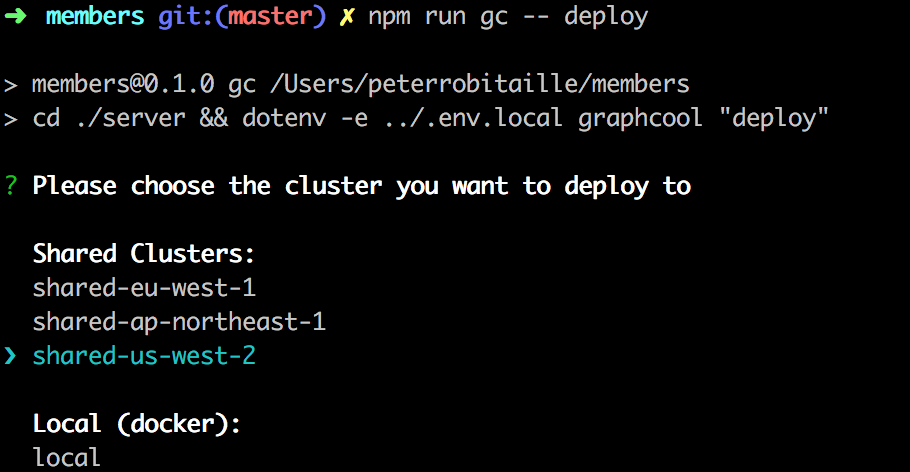 ➜ members git:(master) ✗ npm run gc -- deploy
> members@0.1.0 gc /Users/peterrobitaille/members
> cd ./server && dotenv -e ../.env.local graphcool "deploy"
? Please choose the cluster you want to deploy to
Shared Clusters:
shared-eu-west-1
shared-ap-northeast-1
❯ shared-us-west-2
Local (docker):
local